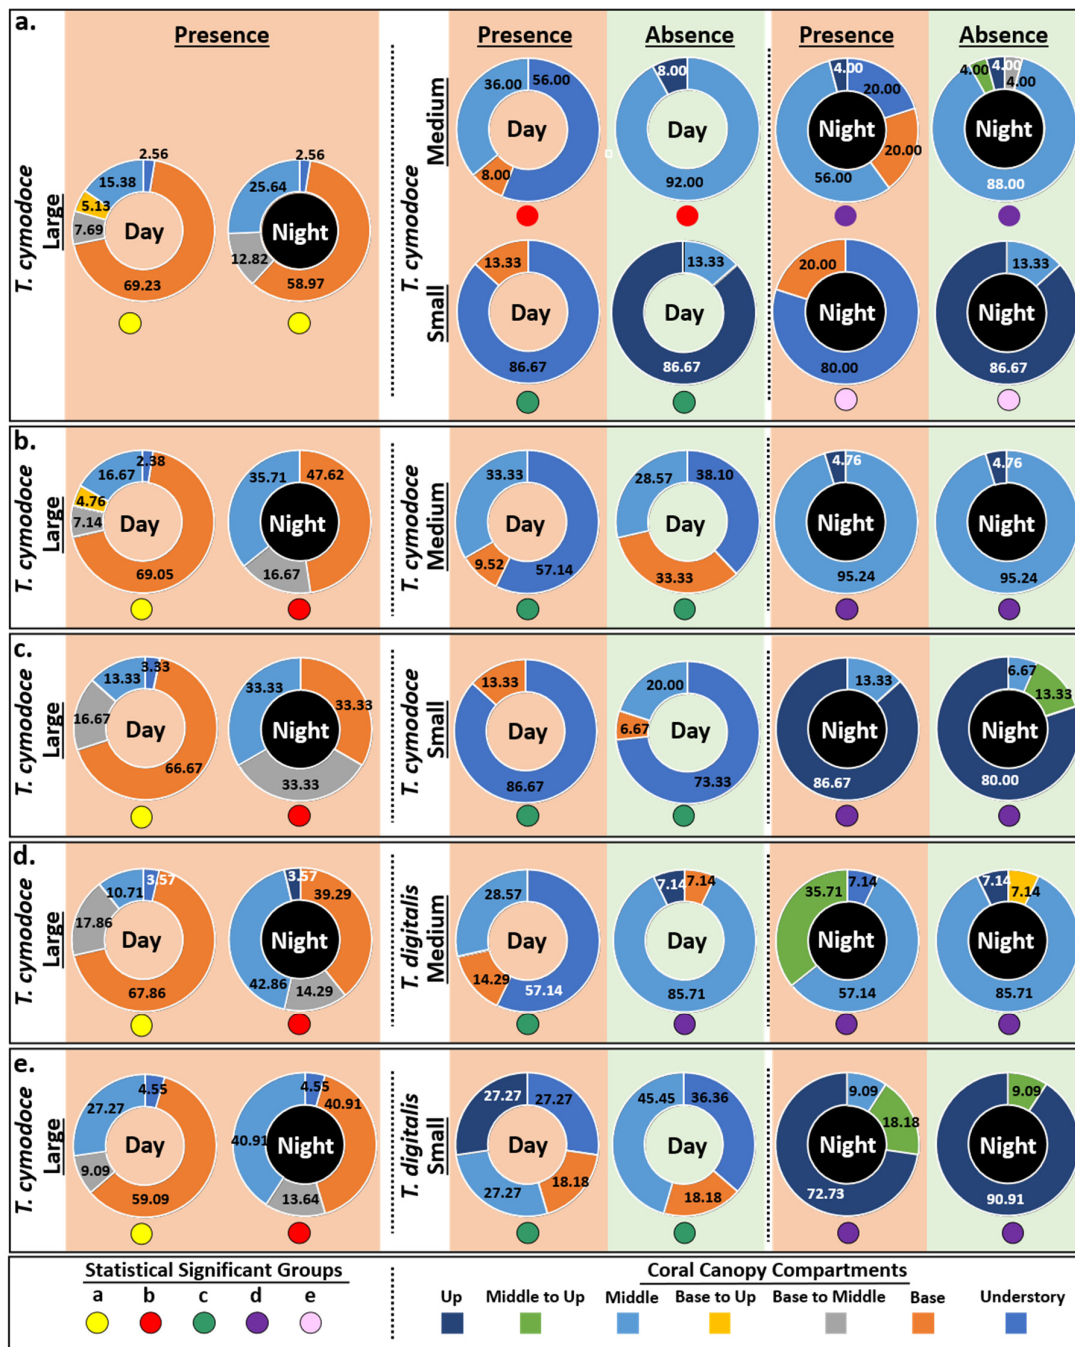 a.
Presence
Presence
Absence
Presence
Absence
T. cymodoce
Large
2.56
15.38
5.13
7.69
69.23
Day
2.56
25.64
12.82
58.97
Night
T. cymodoce
Medium
36.00
56.00
8.00
Day
8.00
92.00
Day
4.00
20.00
20.00
56.00
Night
4.00
4.00
4.00
88.00
Night
Small
13.33
86.67
Day
13.33
86.67
Day
20.00
80.00
Night
13.33
86.67
Night
b.
T. cymodoce
Large
16.67
2.38
4.76
7.14
69.05
Day
35.71
47.62
16.67
Night
T. cymodoce
Medium
33.33
9.52
57.14
Day
28.57
38.10
33.33
Day
4.76
95.24
Night
4.76
95.24
Night
c.
T. cymodoce
Large
13.33
3.33
16.67
66.67
Day
33.33
33.33
33.33
Night
T. cymodoce
Small
13.33
86.67
Day
20.00
6.67
73.33
Day
13.33
86.67
Night
6.67
13.33
80.00
Night
d.
T. cymodoce
Large
10.71
3.57
17.86
67.86
Day
3.57
39.29
42.86
14.29
Night
T. digitalis
Medium
28.57
14.29
57.14
Day
7.14
7.14
85.71
Day
35.71
7.14
57.14
Night
7.14
7.14
85.71
Night
e.
T. cymodoce
Large
4.55
27.27
9.09
59.09
Day
4.55
40.91
40.91
13.64
Night
T. digitalis
Small
27.27
27.27
27.27
18.18
Day
45.45
36.36
18.18
Day
9.09
18.18
72.73
Night
9.09
90.91
Night
Statistical Significant Groups
a b c d e
Coral Canopy Compartments
Up Middle to Up Middle Base to Up Base to Middle Base Understory